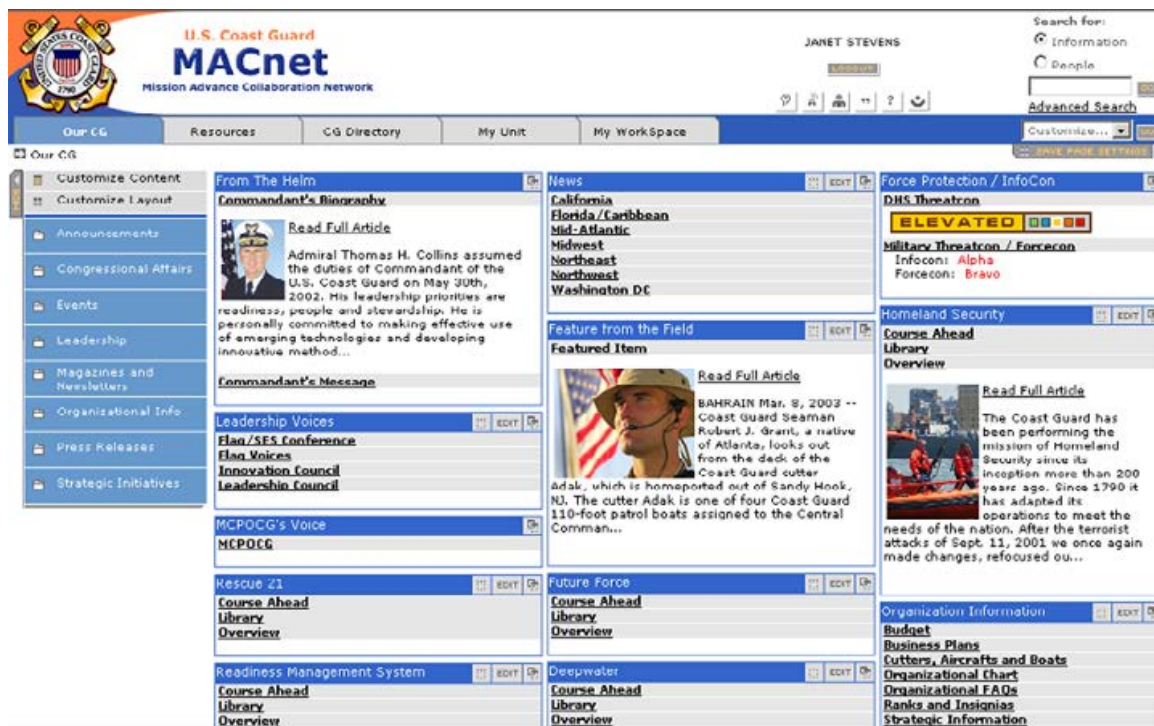 U.S. Coast Guard
MACnet
Mission Advance Collaboration Network
UNITED STATES COAST GUARD
1790
JANET STEVENS
LOGOUT
Search for:
Information
People
Advanced Search
Our CG
Resources
CG Directory
My Unit
My WorkSpace
Customize...
SAVE PAGE SETTINGS
Our CG
Customize Content
Customize Layout
Announcements
Congressional Affairs
Events
Leadership
Magazines and
Newsletters
Organizational Info
Press Releases
Strategic Initiatives
From The Helm
Commandant's Biography
Read Full Article
Admiral Thomas H. Collins assumed
the duties of Commandant of the
U.S. Coast Guard on May 30th,
2002. His leadership priorities are
readiness, people and stewardship. He is
personally committed to making effective use
of emerging technologies and developing
innovative method...
Commandant's Message
Leadership Voices
EDIT
Flag/SES Conference
Flag Voices
Innovation Council
Leadership Council
MCPOCG's Voice
MCPOCG
Rescue 21
EDIT
Course Ahead
Library
Overview
Readiness Management System
EDIT
Course Ahead
Library
Overview
News
EDIT
California
Florida/Caribbean
Mid-Atlantic
Midwest
Northeast
Northwest
Washington DC
Feature from the Field
EDIT
Featured Item
Read Full Article
BAHRAIN Mar. 8, 2003 --
Coast Guard Seaman
Robert J. Grant, a native
of Atlanta, looks out
from the deck of the
Coast Guard cutter
Adak, which is homeported out of Sandy Hook,
NJ. The cutter Adak is one of four Coast Guard
110-foot patrol boats assigned to the Central
Comman...
Future Force
EDIT
Course Ahead
Library
Overview
Deepwater
EDIT
Course Ahead
Library
Overview
Force Protection / InfoCon
DHS Threatcon
ELEVATED
Military Threatcon / Forcecon
Infocon: Alpha
Forcecon: Bravo
Homeland Security
EDIT
Course Ahead
Library
Overview
Read Full Article
The Coast Guard has
been performing the
mission of Homeland
Security since its
inception more than 200
years ago. Since 1790 it
has adapted its
operations to meet the
needs of the nation. After the terrorist
attacks of Sept. 11, 2001 we once again
made changes, refocused ou...
Organization Information
EDIT
Budget
Business Plans
Cutters, Aircrafts and Boats
Organizational Chart
Organizational FAQs
Ranks and Insignias
Strategic Information